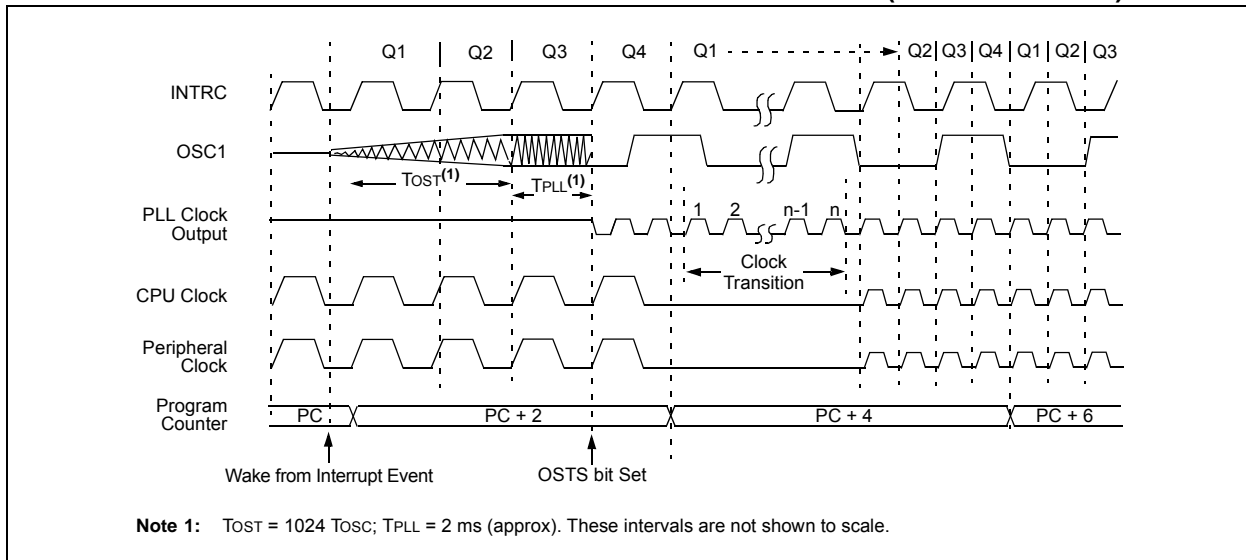 Q1 Q2 Q3 Q4 Q1 Q2 Q3 Q4 Q1 Q2 Q3
INTRC
OSC1
TOST(1) TPLL(1)
PLL Clock
Output
1 2 n-1 n
Clock
Transition
CPU Clock
Peripheral
Clock
Program
Counter
PC PC + 2 PC + 4 PC + 6
Wake from Interrupt Event OSTS bit Set
Note 1: TOST = 1024 TOSC; TPLL = 2 ms (approx). These intervals are not shown to scale.